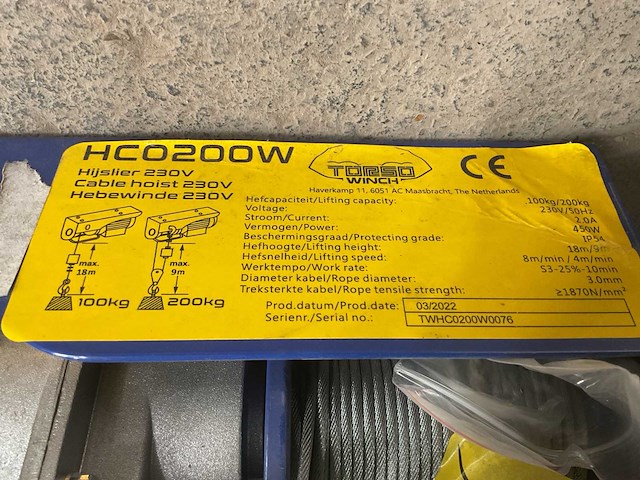 HC0200W
TORSO
WINCH
CE
Hijslier 230V
Cable hoist 230V
Hebewinde 230V
Haverkamp 11, 6051 AC Maasbracht, The Netherlands
Hefcapaciteit/Lifting capacity: 100kg/200kg
Voltage: 230V/50Hz
Stroom/Current: 2.0A
Vermogen/Power: 450W
Beschermingsgraad/Protecting grade: IP54
Hefhoogte/Lifting height: 18m/9m
Hefsnelheid/Lifting speed: 8m/min / 4m/min
Werktempo/Work rate: S3-25%-10min
Diameter kabel/Rope diameter: 3.0mm
Treksterkte kabel/Rope tensile strength: ≥1870N/mm²
max.
18m
100kg
max.
9m
200kg
Prod.datum/Prod.date: 03/2022
Serienr./Serial no.: TWHC0200W0076